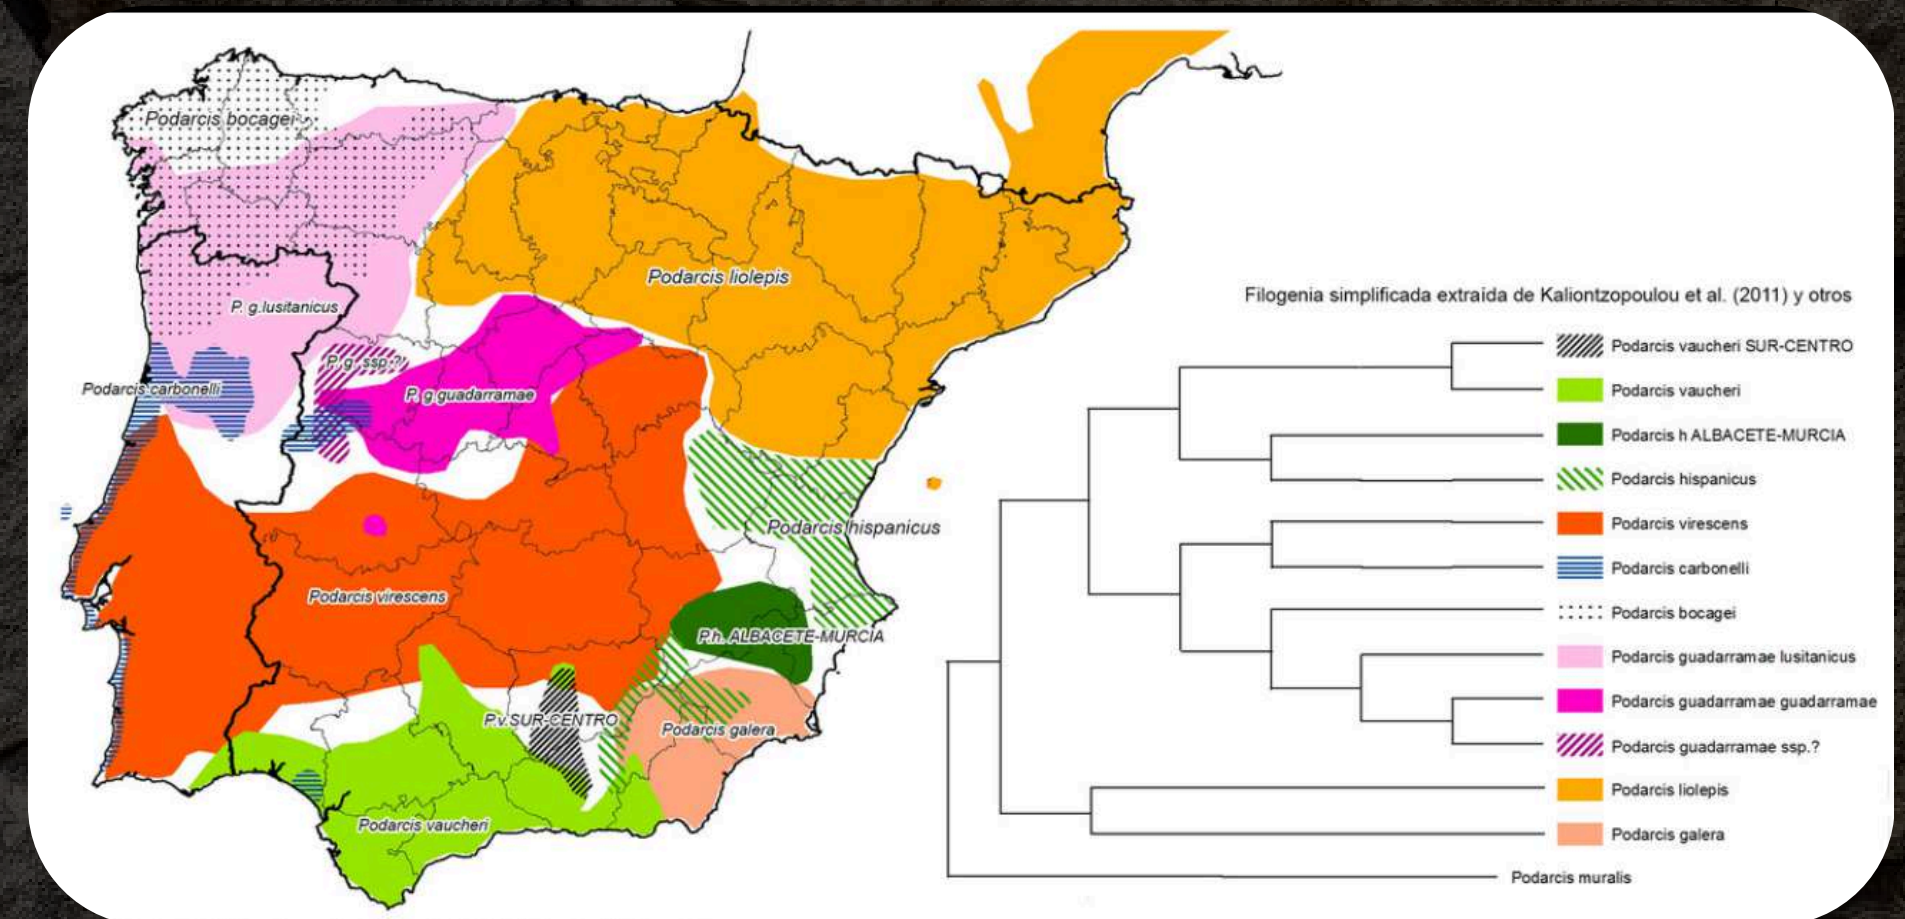 Podarcis bocagei
Podarcis liolepis
P. g.lusitanicus
P. g. ssp.?
Podarcis carbonelli
P. g guadarramae
Podarcis hispanicus
Podarcis virescens
P.h. ALBACETE-MURCIA
P.v.SUR-CENTRO
Podarcis galera
Podarcis vaucheri
Filogenia simplificada extraída de Kaliontzopoulou et al. (2011) y otros
Podarcis vaucheri SUR-CENTRO
Podarcis vaucheri
Podarcis h ALBACETE-MURCIA
Podarcis hispanicus
Podarcis virescens
Podarcis carbonelli
Podarcis bocagei
Podarcis guadarramae lusitanicus
Podarcis guadarramae guadarramae
Podarcis guadarramae ssp.?
Podarcis liolepis
Podarcis galera
Podarcis muralis